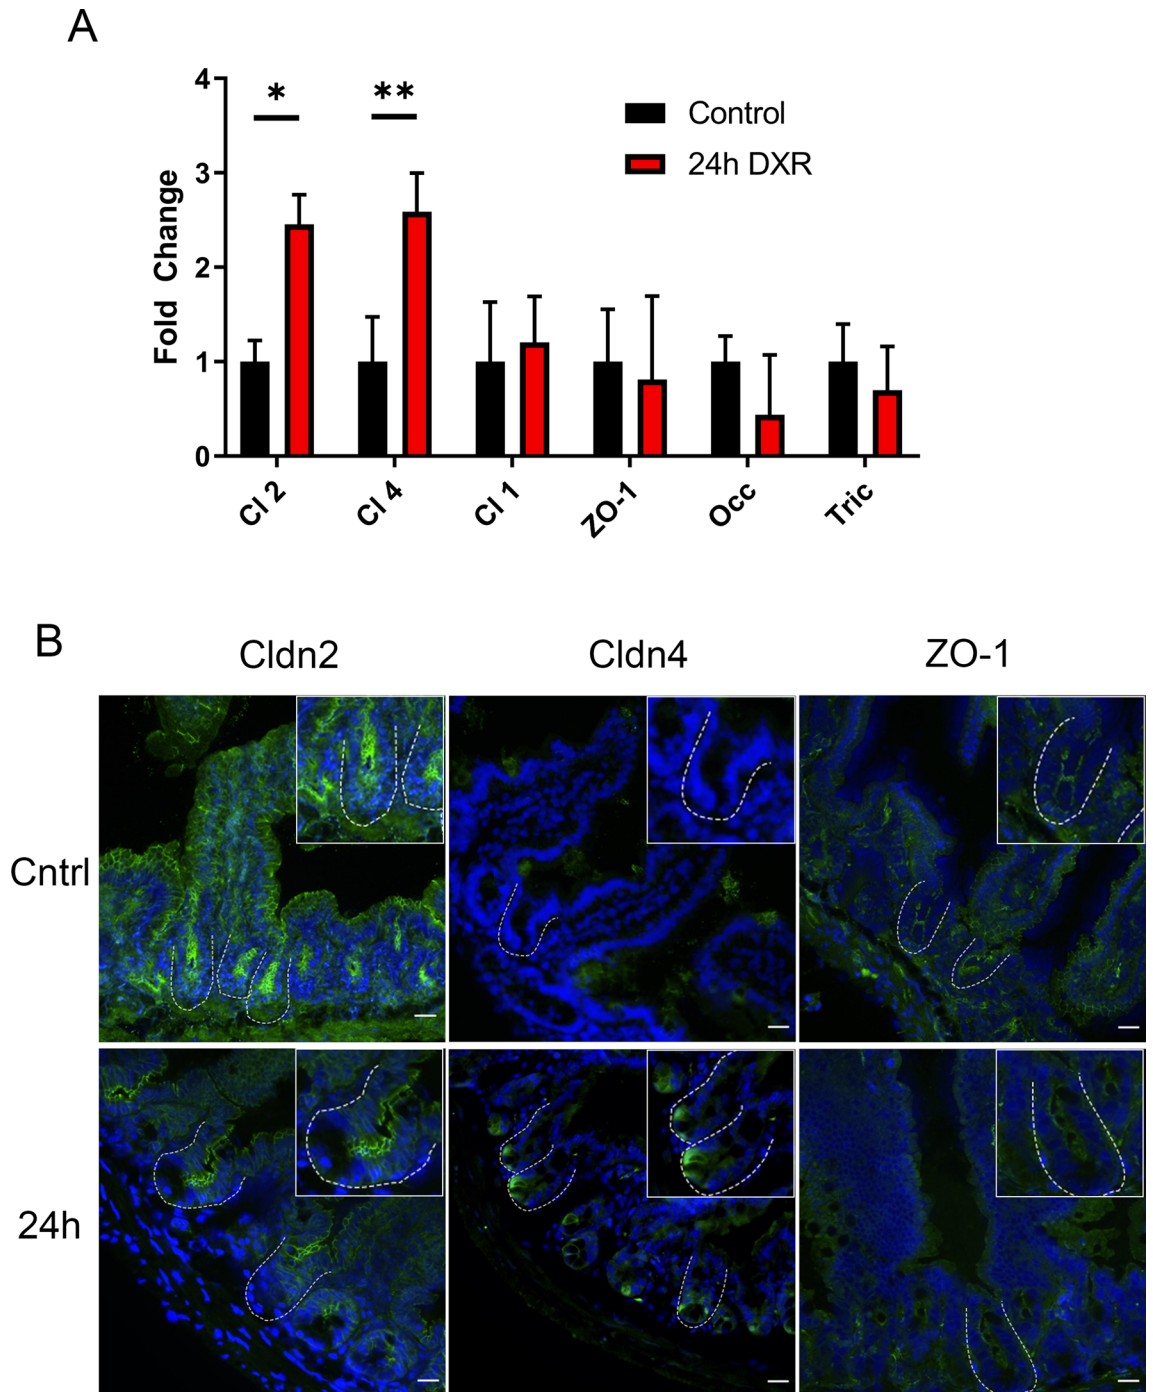 A
4
3
2
1
0
Fold Change
*
**
Control
24h DXR
Cl 2
Cl 4
Cl 1
ZO-1
Occ
Tric
B
Cldn2
Cldn4
ZO-1
Cntrl
24h